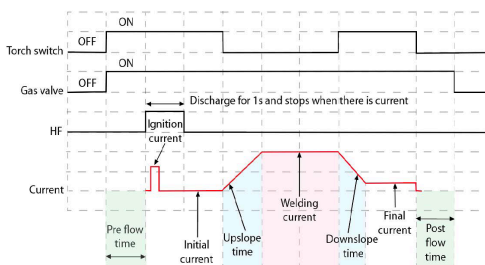 ON
Torch switch
OFF
ON
Gas valve
OFF
Discharge for 1s and stops when there is current
HF
Ignition
current
Current
Welding
current
Pre flow
time
Initial
current
Upslope
time
Downslope
time
Final
current
Post
flow
time